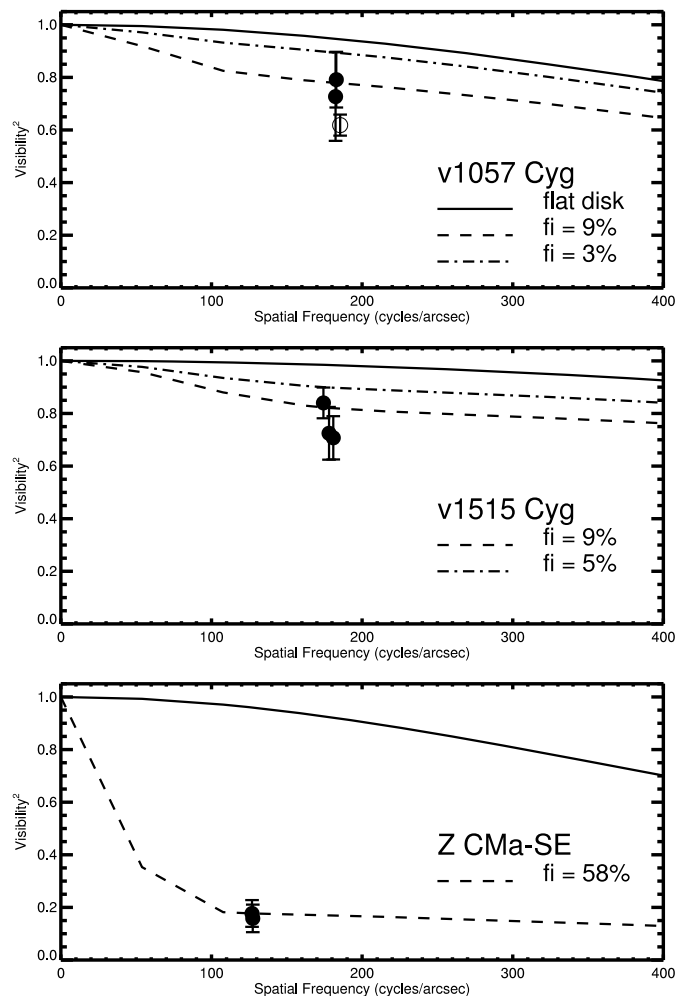 1.0
0.8
0.6
0.4
0.2
0.0
Visibility²
v1057 Cyg
flat disk
fi = 9%
fi = 3%
0 100 200 300 400
Spatial Frequency (cycles/arcsec)
1.0
0.8
0.6
0.4
0.2
0.0
Visibility²
v1515 Cyg
fi = 9%
fi = 5%
0 100 200 300 400
Spatial Frequency (cycles/arcsec)
1.0
0.8
0.6
0.4
0.2
0.0
Visibility²
Z CMa-SE
fi = 58%
0 100 200 300 400
Spatial Frequency (cycles/arcsec)